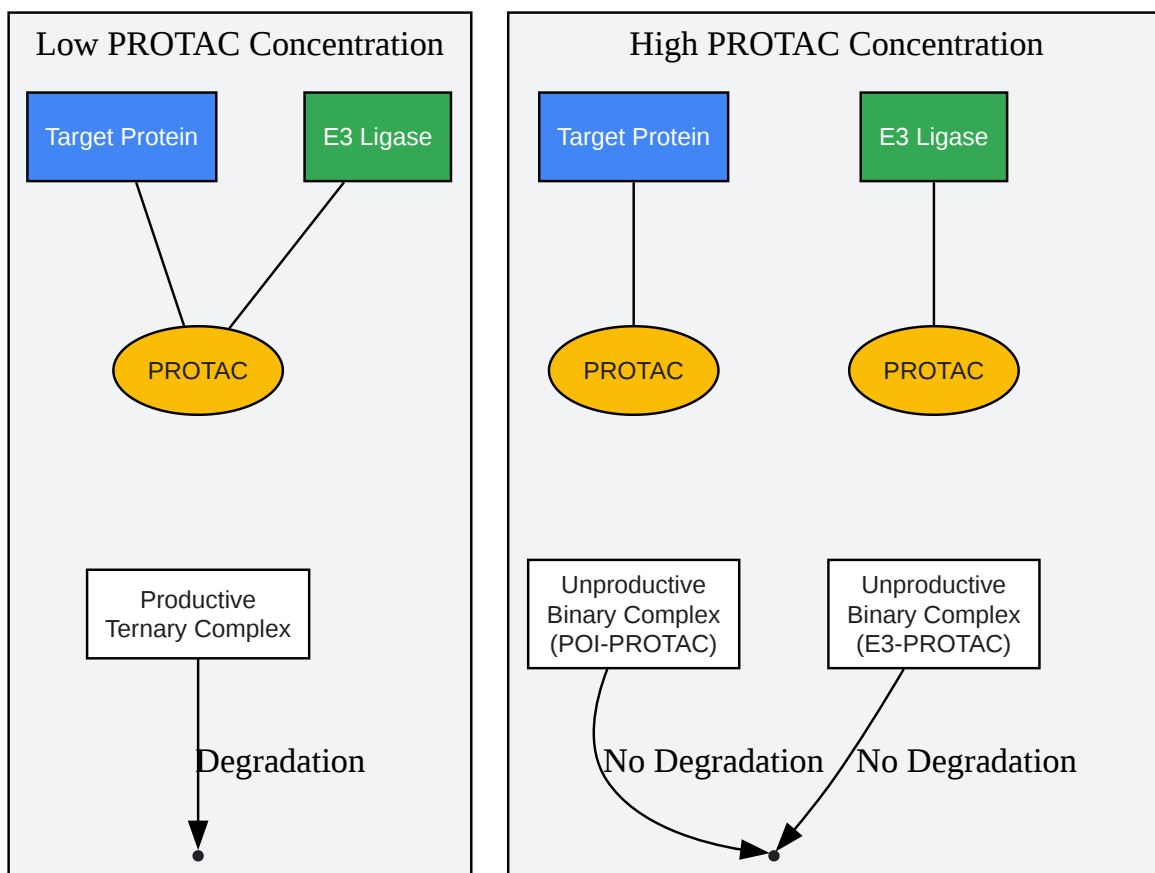 Low PROTAC Concentration
Target Protein
E3 Ligase
PROTAC
Productive
Ternary Complex
Degradation
High PROTAC Concentration
Target Protein
E3 Ligase
PROTAC
PROTAC
Unproductive
Binary Complex
(POI-PROTAC)
Unproductive
Binary Complex
(E3-PROTAC)
No Degradation
No Degradation